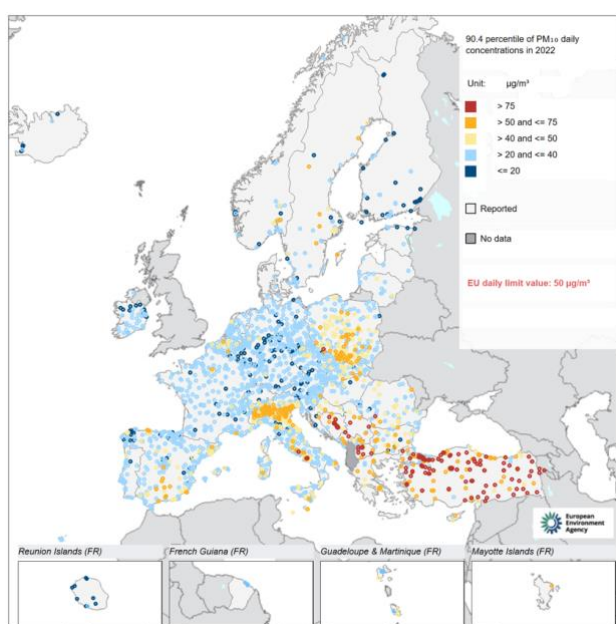 90.4 percentile of PM₁₀ daily
concentrations in 2022
Unit: µg/m³
> 75
> 50 and <= 75
> 40 and <= 50
> 20 and <= 40
<= 20
Reported
No data
EU daily limit value: 50 µg/m³
European
Environment
Agency
Reunion Islands (FR)
French Guiana (FR)
Guadeloupe & Martinique (FR)
Mayotte Islands (FR)